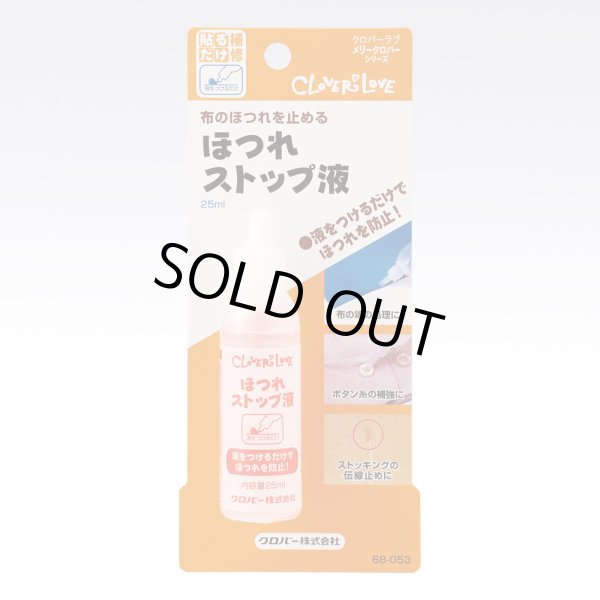 貼る補修
だけ
液をつけるだけ
クロバーラブ
メリークロバー
シリーズ
CLOVER LOVE
布のほつれを止める
ほつれ
ストップ液
25ml
●液をつけるだけで
ほつれを防止!
SOLD OUT
布の端の処理に
ボタン糸の補強に
ストッキングの
伝線止めに
CLOVER LOVE
ほつれ
ストップ液
液をつけるだけ
液をつけるだけで
ほつれを防止!
内容量25ml
クロバー株式会社
クロバー株式会社
68-053